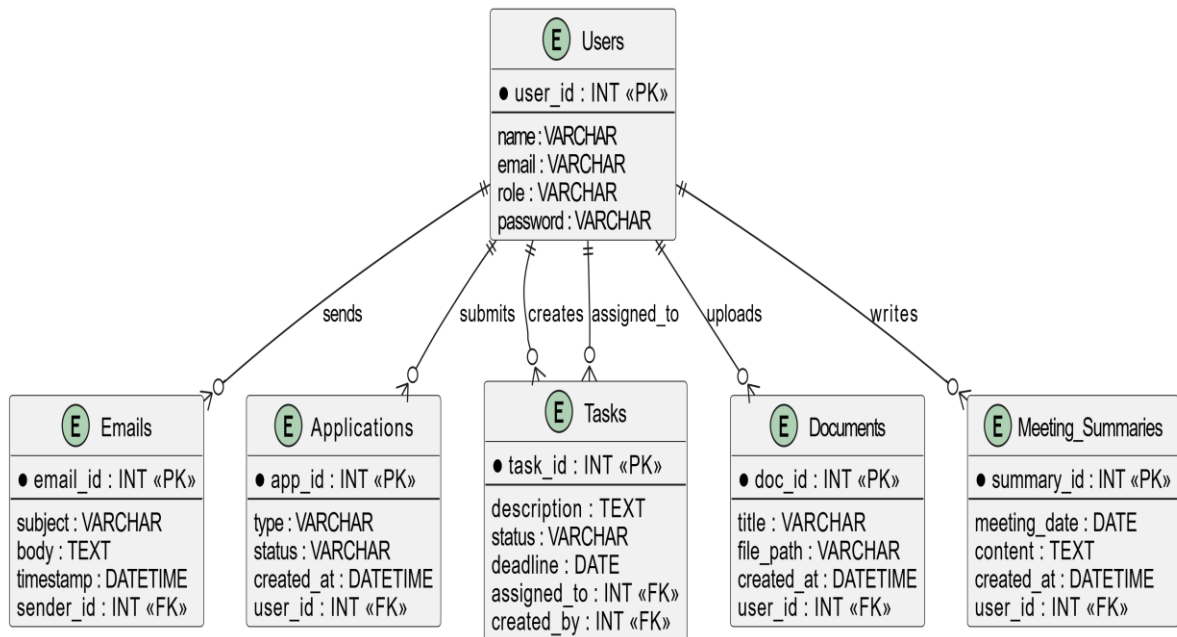 E Users
● user_id : INT «PK»
name : VARCHAR
email : VARCHAR
role : VARCHAR
password : VARCHAR
sends
submits
creates
assigned_to
uploads
writes
E Emails
● email_id : INT «PK»
subject : VARCHAR
body : TEXT
timestamp : DATETIME
sender_id : INT «FK»
E Applications
● app_id : INT «PK»
type : VARCHAR
status : VARCHAR
created_at : DATETIME
user_id : INT «FK»
E Tasks
● task_id : INT «PK»
description : TEXT
status : VARCHAR
deadline : DATE
assigned_to : INT «FK»
created_by : INT «FK»
E Documents
● doc_id : INT «PK»
title : VARCHAR
file_path : VARCHAR
created_at : DATETIME
user_id : INT «FK»
E Meeting_Summaries
● summary_id : INT «PK»
meeting_date : DATE
content : TEXT
created_at : DATETIME
user_id : INT «FK»